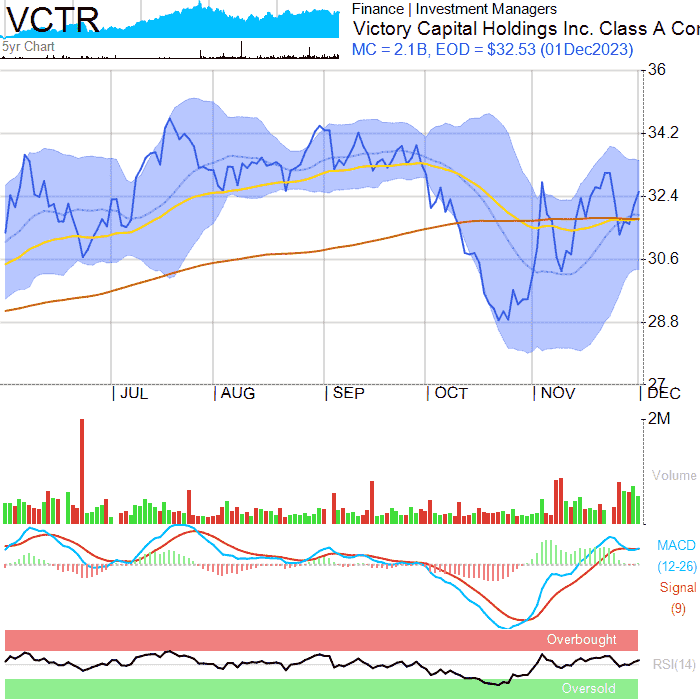 VCTR
5yr Chart
Finance | Investment Managers
Victory Capital Holdings Inc. Class A Cor
MC = 2.1B, EOD = $32.53 (01Dec2023)
36
34.2
32.4
30.6
28.8
27
JUL AUG SEP OCT NOV DEC
2M
Volume
MACD
(12-26)
Signal
(9)
Overbought
RSI(14)
Oversold